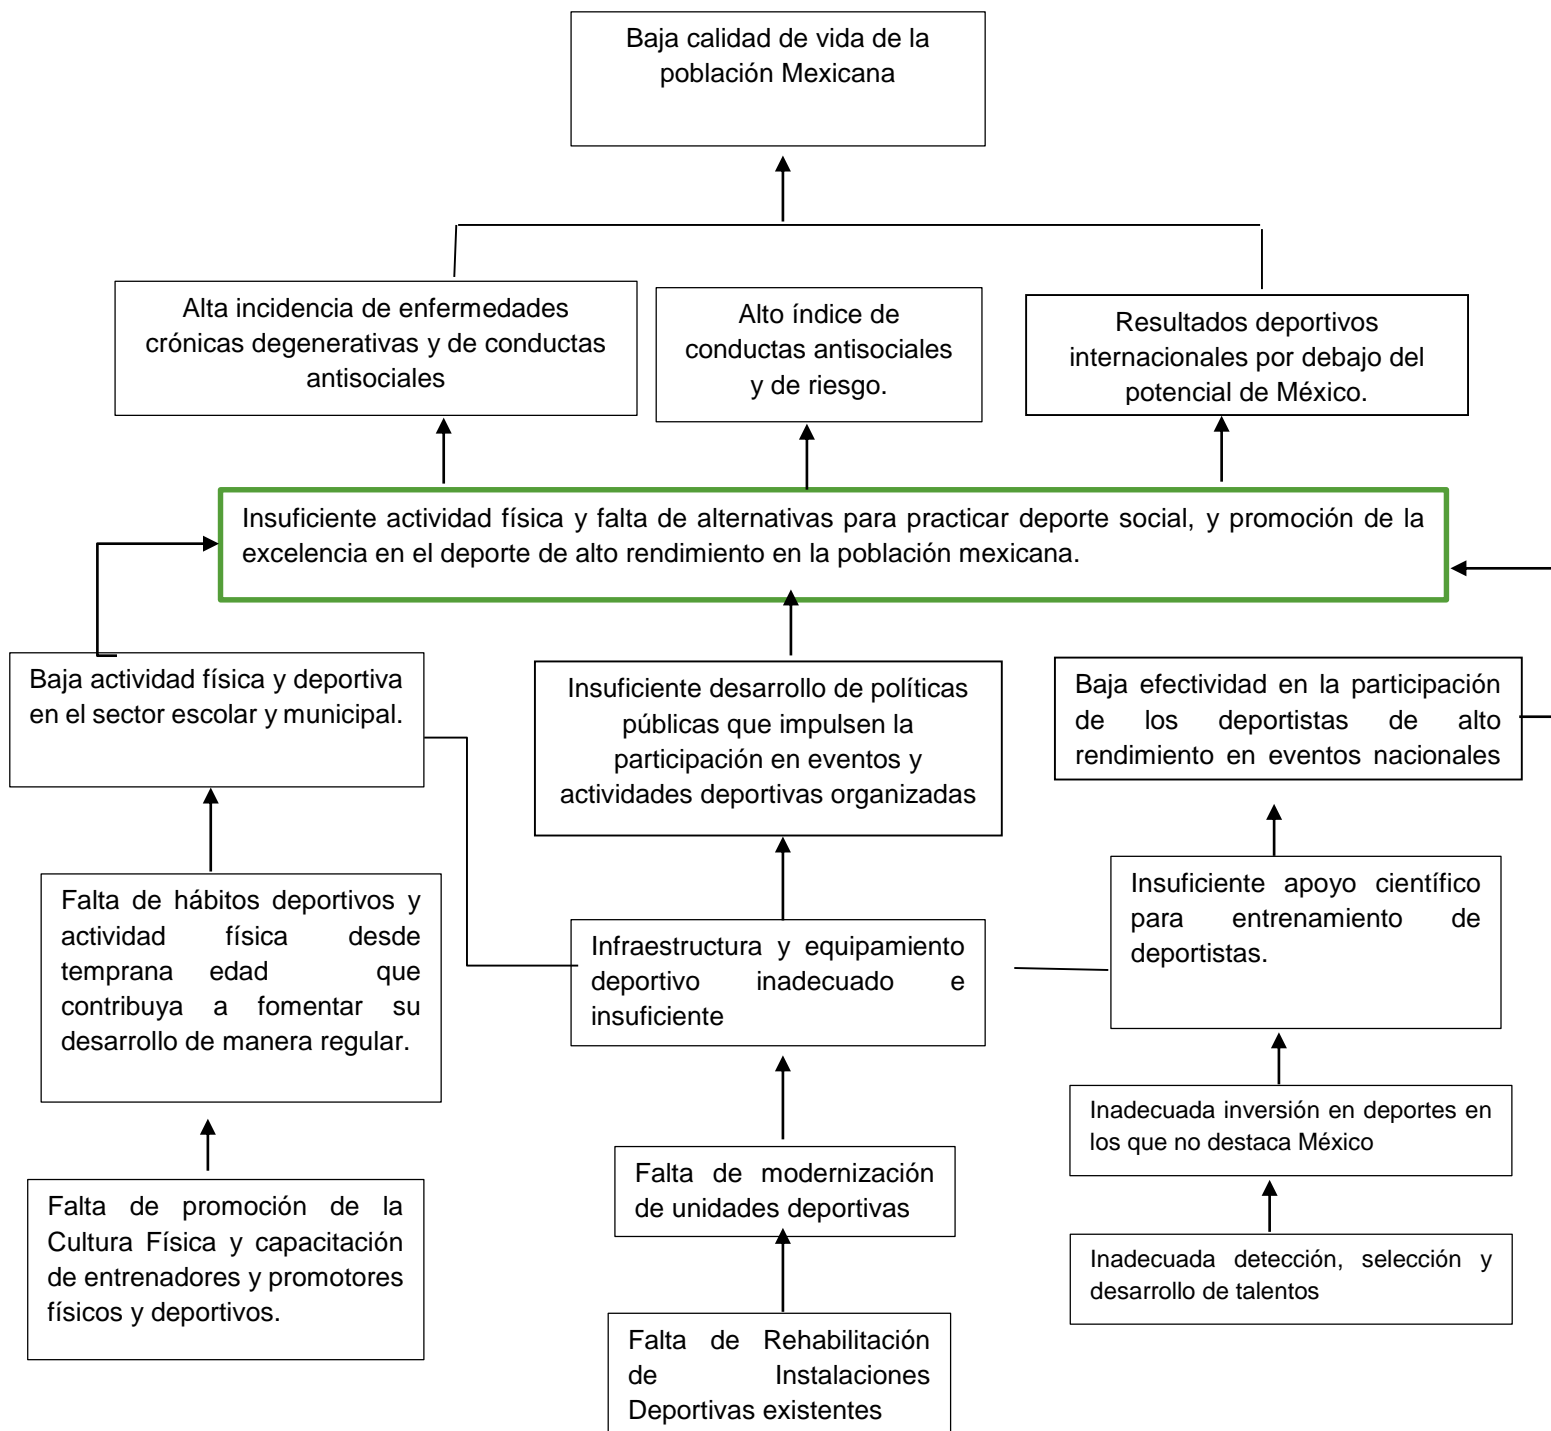 Baja calidad de vida de la
población Mexicana
Alta incidencia de enfermedades
crónicas degenerativas y de conductas
antisociales
Alto índice de
conductas antisociales
y de riesgo.
Resultados deportivos
internacionales por debajo del
potencial de México.
Insuficiente actividad física y falta de alternativas para practicar deporte social, y promoción de la
excelencia en el deporte de alto rendimiento en la población mexicana.
Baja actividad física y deportiva
en el sector escolar y municipal.
Insuficiente desarrollo de políticas
públicas que impulsen la
participación en eventos y
actividades deportivas organizadas
Baja efectividad en la participación
de los deportistas de alto
rendimiento en eventos nacionales
Falta de hábitos deportivos y
actividad física desde
temprana edad que
contribuya a fomentar su
desarrollo de manera regular.
Infraestructura y equipamiento
deportivo inadecuado e
insuficiente
Insuficiente apoyo científico
para entrenamiento de
deportistas.
Inadecuada inversión en deportes en
los que no destaca México
Falta de promoción de la
Cultura Física y capacitación
de entrenadores y promotores
físicos y deportivos.
Falta de modernización
de unidades deportivas
Inadecuada detección, selección y
desarrollo de talentos
Falta de Rehabilitación
de Instalaciones
Deportivas existentes